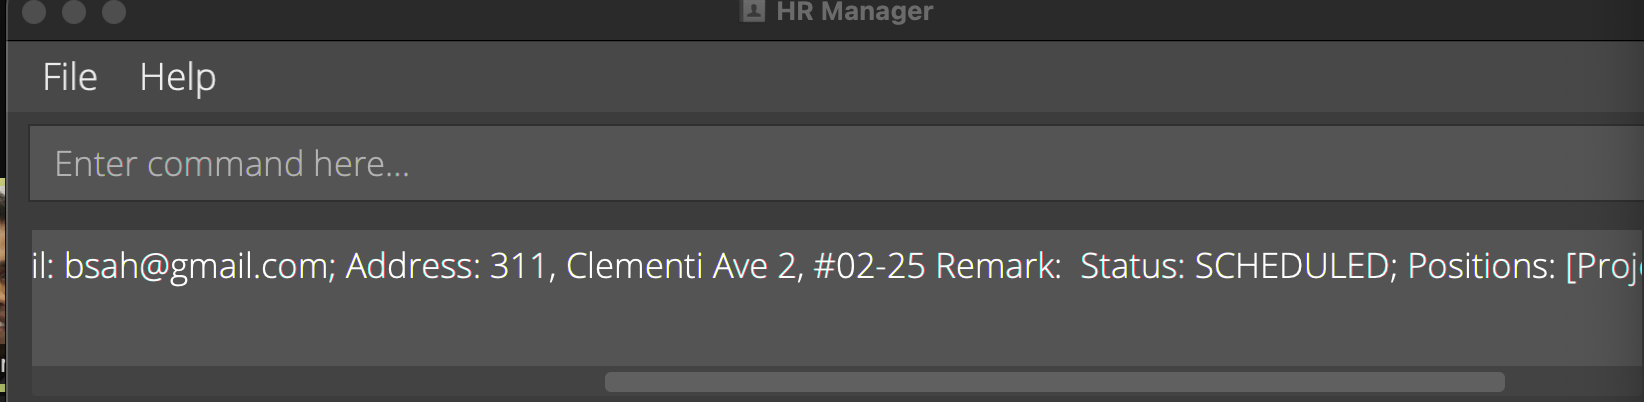 HR Manager
File Help
Enter command here...
il: bsah@gmail.com; Address: 311, Clementi Ave 2, #02-25 Remark: Status: SCHEDULED; Positions: [Proj